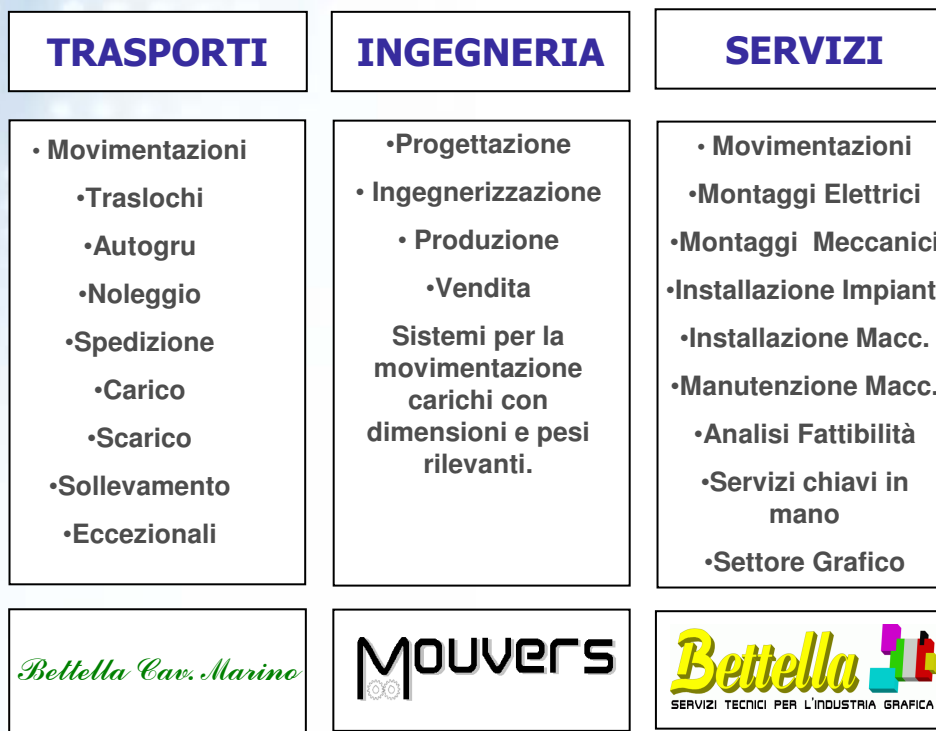 TRASPORTI
• Movimentazioni
•Traslochi
•Autogru
•Noleggio
•Spedizione
•Carico
•Scarico
•Sollevamento
•Eccezionali
Bettella Cav. Marino
INGEGNERIA
•Progettazione
• Ingegnerizzazione
• Produzione
•Vendita
Sistemi per la
movimentazione
carichi con
dimensioni e pesi
rilevanti.
Mouvers
SERVIZI
• Movimentazioni
•Montaggi Elettrici
•Montaggi Meccanici
•Installazione Impiant
•Installazione Macc.
•Manutenzione Macc.
•Analisi Fattibilità
•Servizi chiavi in
mano
•Settore Grafico
Bettella
SERVIZI TECNICI PER L'INDUSTRIA GRAFICA